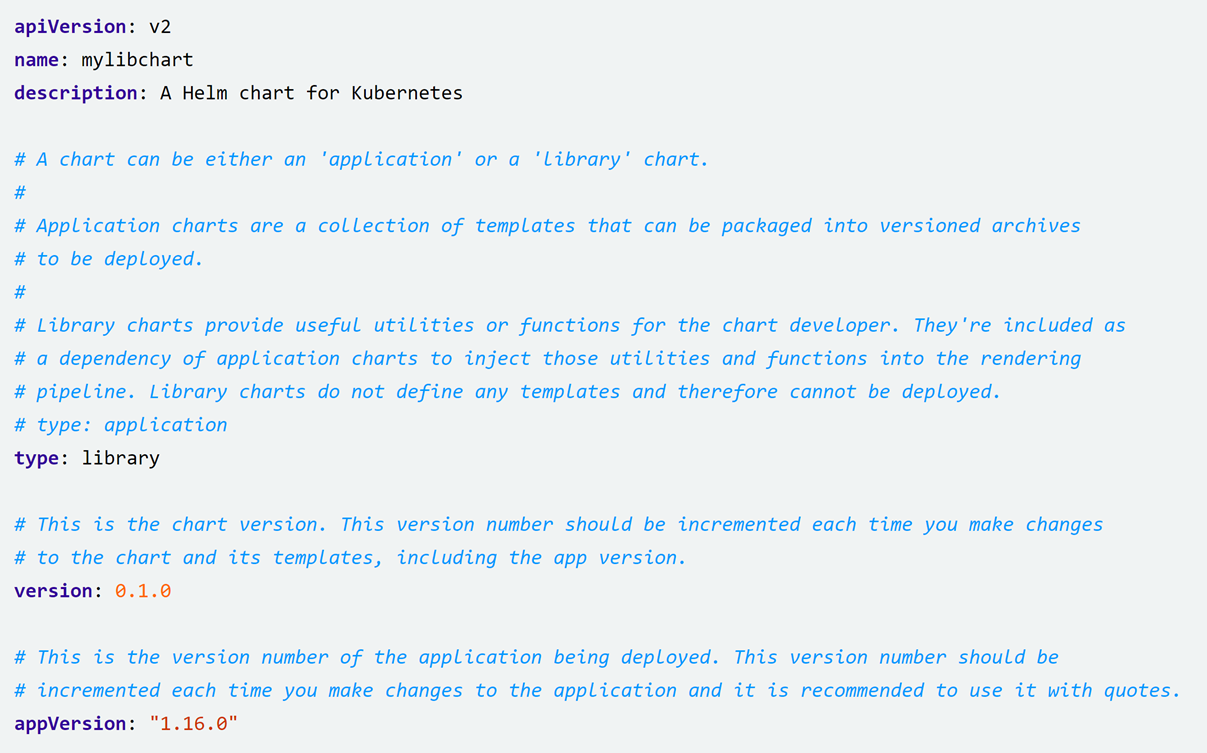 apiVersion: v2
name: mylibchart
description: A Helm chart for Kubernetes
# A chart can be either an 'application' or a 'library' chart.
#
# Application charts are a collection of templates that can be packaged into versioned archives
# to be deployed.
#
# Library charts provide useful utilities or functions for the chart developer. They're included as
# a dependency of application charts to inject those utilities and functions into the rendering
# pipeline. Library charts do not define any templates and therefore cannot be deployed.
# type: application
type: library
# This is the chart version. This version number should be incremented each time you make changes
# to the chart and its templates, including the app version.
version: 0.1.0
# This is the version number of the application being deployed. This version number should be
# incremented each time you make changes to the application and it is recommended to use it with quotes.
appVersion: "1.16.0"